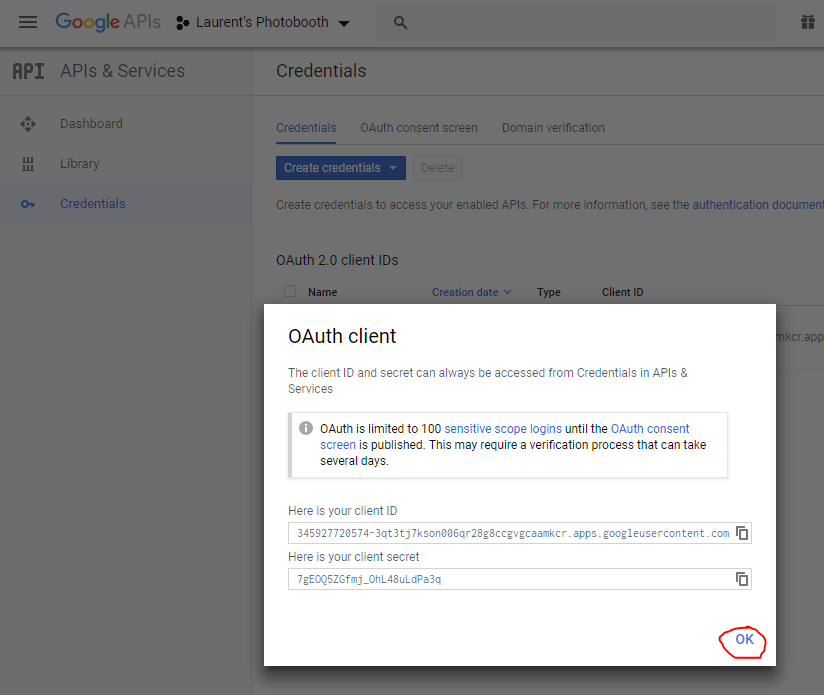 Google APIs Laurent's Photobooth
API APIs & Services Credentials
Dashboard
Library
Credentials
Credentials OAuth consent screen Domain verification
Create credentials Delete
Create credentials to access your enabled APIs. For more information, see the authentication document
OAuth 2.0 client IDs
Name Creation date Type Client ID
mkcr.app
OAuth client
The client ID and secret can always be accessed from Credentials in APIs &
Services
OAuth is limited to 100 sensitive scope logins until the OAuth consent
screen is published. This may require a verification process that can take
several days.
Here is your client ID
345927720574-3qt3tj7kson006qr28g8ccgvgcaamkcr.apps.googleusercontent.com
Here is your client secret
7gEOQ5ZGfmj_OhL48uLdPa3q
OK